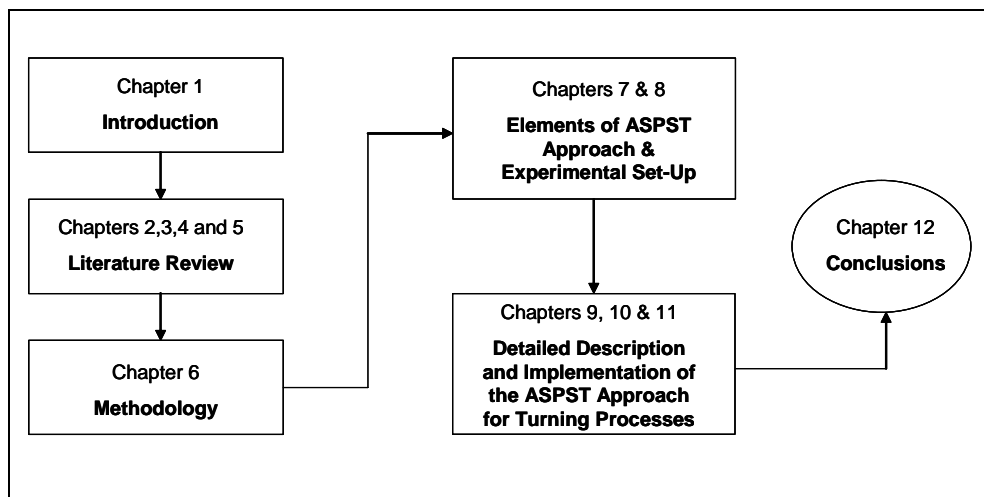 Chapter 1
Introduction
Chapters 2,3,4 and 5
Literature Review
Chapter 6
Methodology
Chapters 7 & 8
Elements of ASPST
Approach &
Experimental Set-Up
Chapters 9, 10 & 11
Detailed Description
and Implementation of
the ASPST Approach
for Turning Processes
Chapter 12
Conclusions